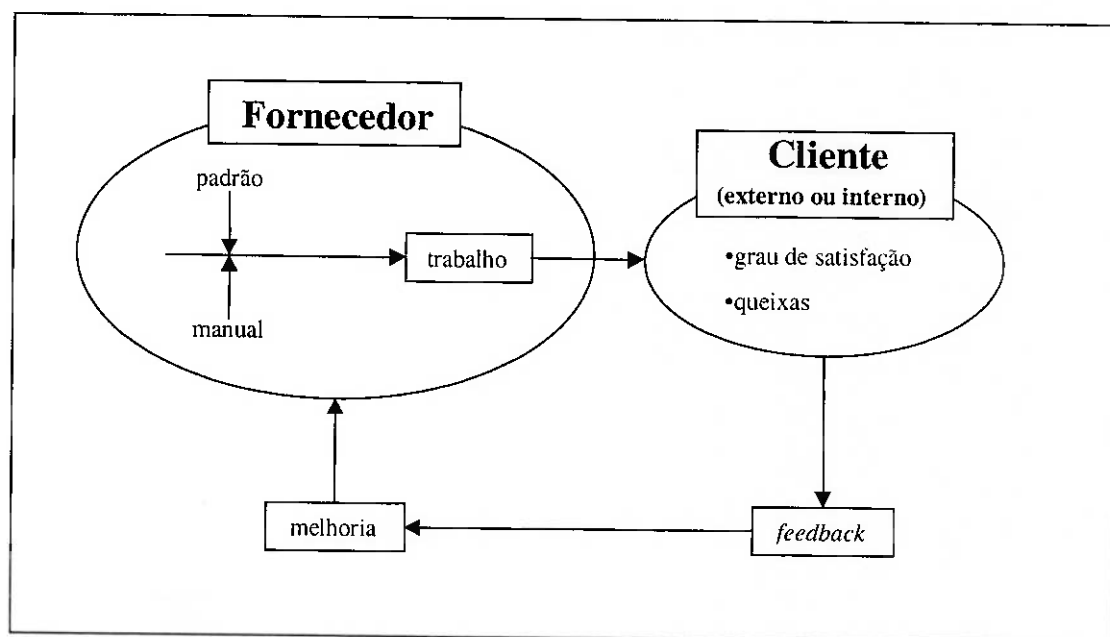 Fornecedor
padrão
trabalho
manual
Cliente
(externo ou interno)
•grau de satisfação
•queixas
melhoria
feedback